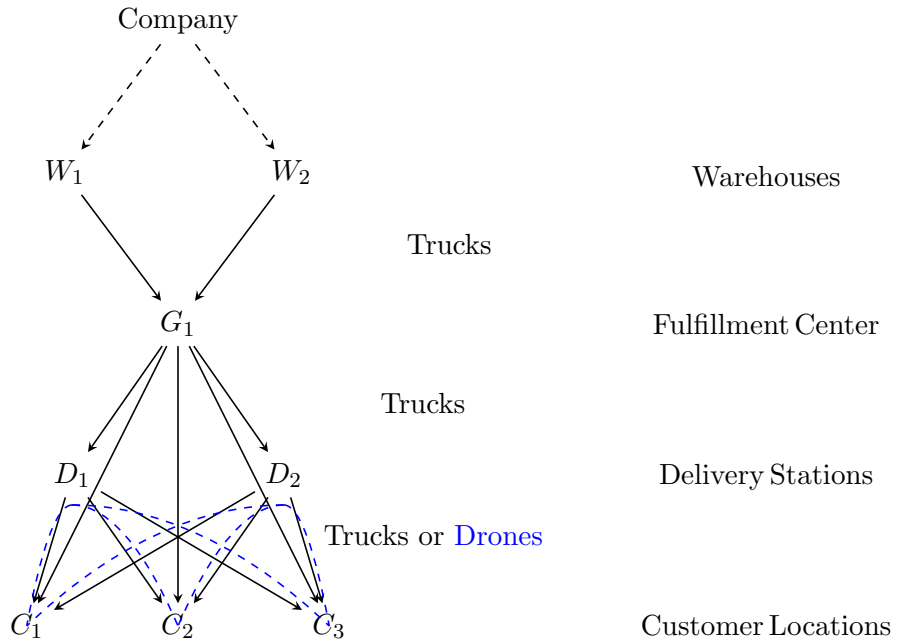 Company
W₁ W₂ Warehouses
Trucks
G₁ Fulfillment Center
Trucks
D₁ D₂ Delivery Stations
Trucks or Drones
C₁ C₂ C₃ Customer Locations